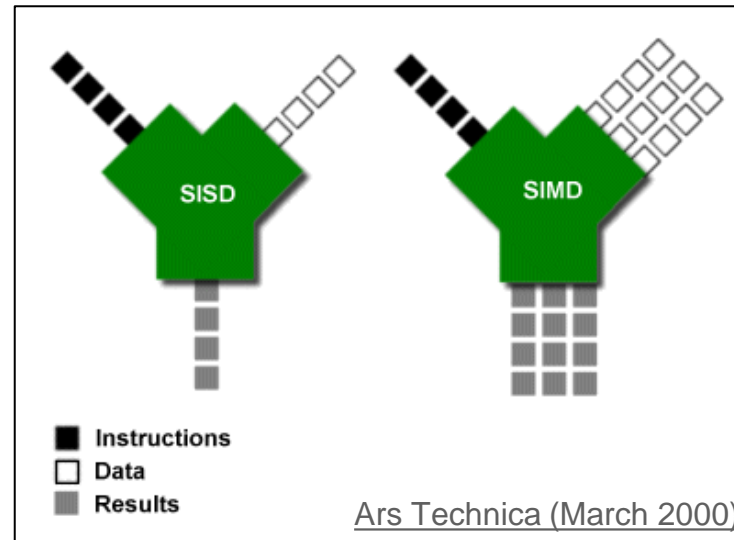 SISD
SIMD
Instructions
Data
Results
Ars Technica (March 2000)